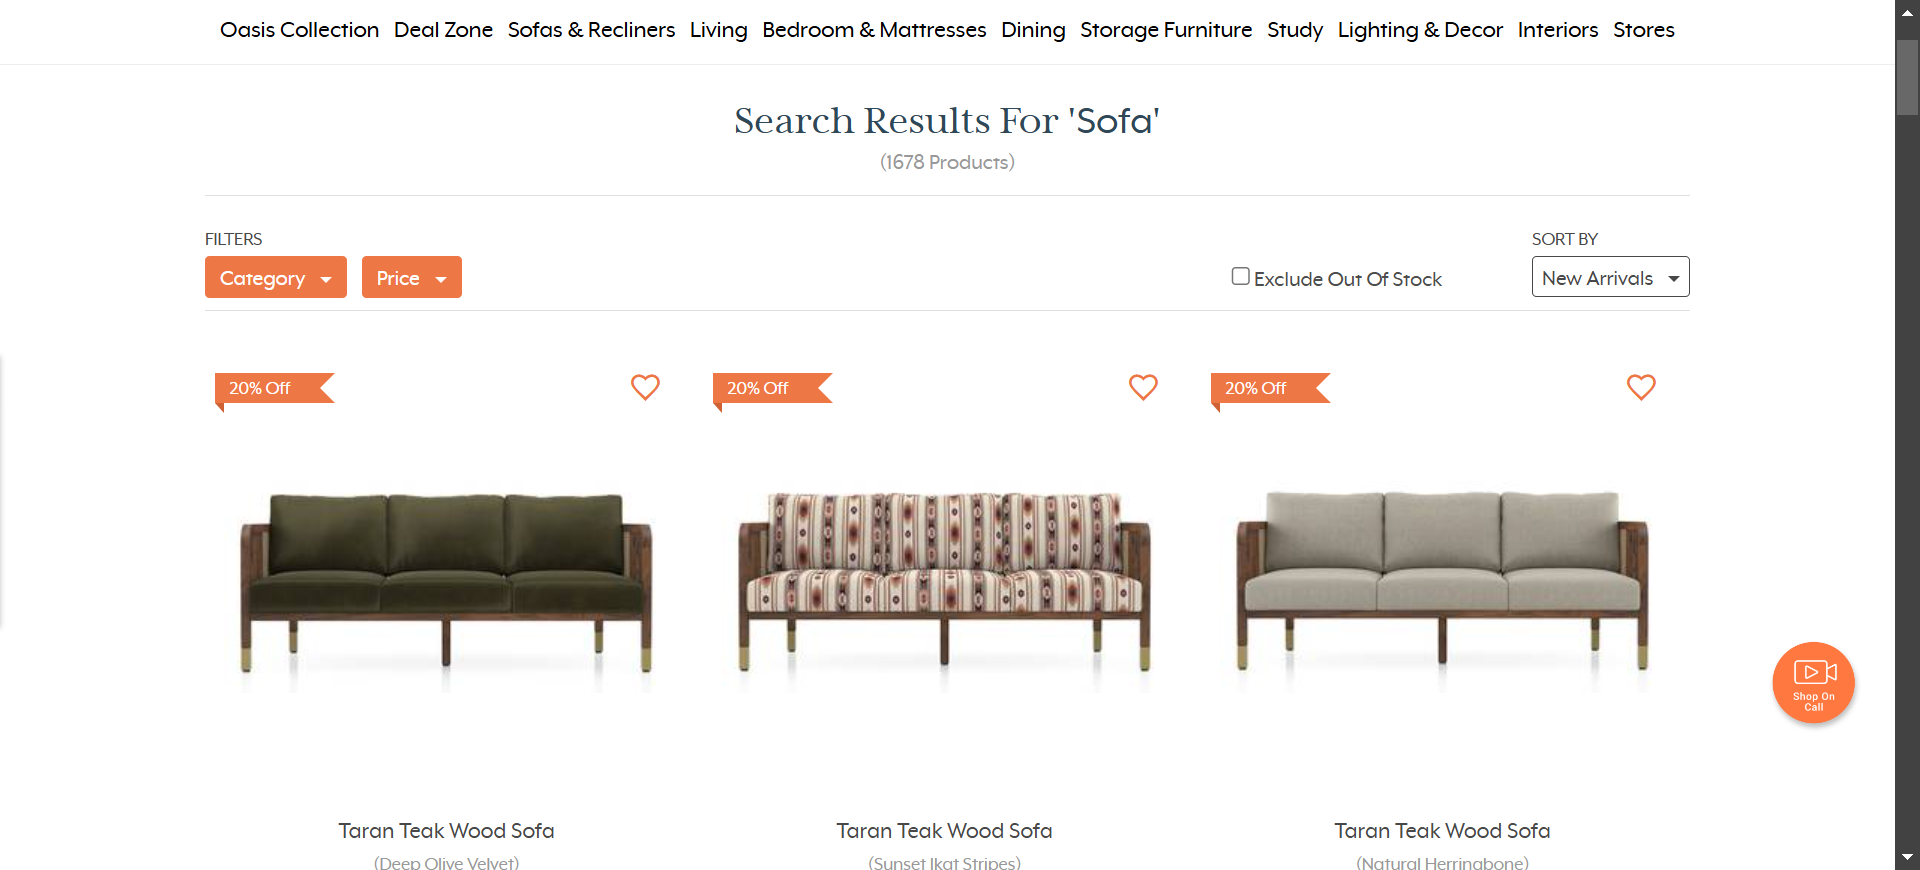 Oasis Collection Deal Zone Sofas & Recliners Living Bedroom & Mattresses Dining Storage Furniture Study Lighting & Decor Interiors Stores
Search Results For 'Sofa'
(1678 Products)
FILTERS
SORT BY
Category
Price
Exclude Out Of Stock
New Arrivals
20% Off
20% Off
20% Off
Shop On
Call
Taran Teak Wood Sofa
(Deep Olive Velvet)
Taran Teak Wood Sofa
(Sunset Ikat Stripes)
Taran Teak Wood Sofa
(Natural Herringbone)